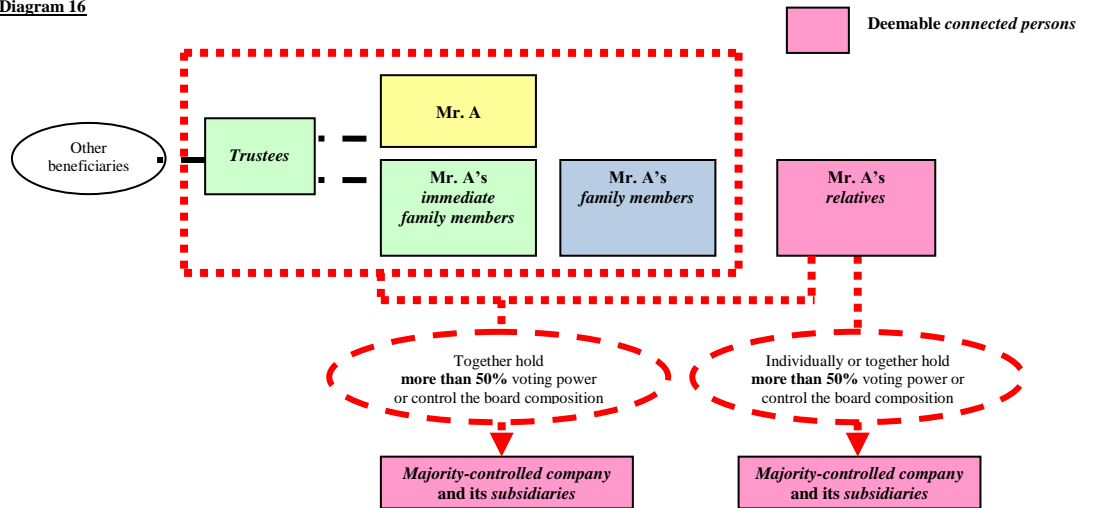 Diagram 16
Deemable connected persons
Other
beneficiaries
Trustees
Mr. A
Mr. A's
immediate
family members
Mr. A's
family members
Mr. A's
relatives
Together hold
more than 50% voting power
or control the board composition
Individually or together hold
more than 50% voting power or
control the board composition
Majority-controlled company
and its subsidiaries
Majority-controlled company
and its subsidiaries